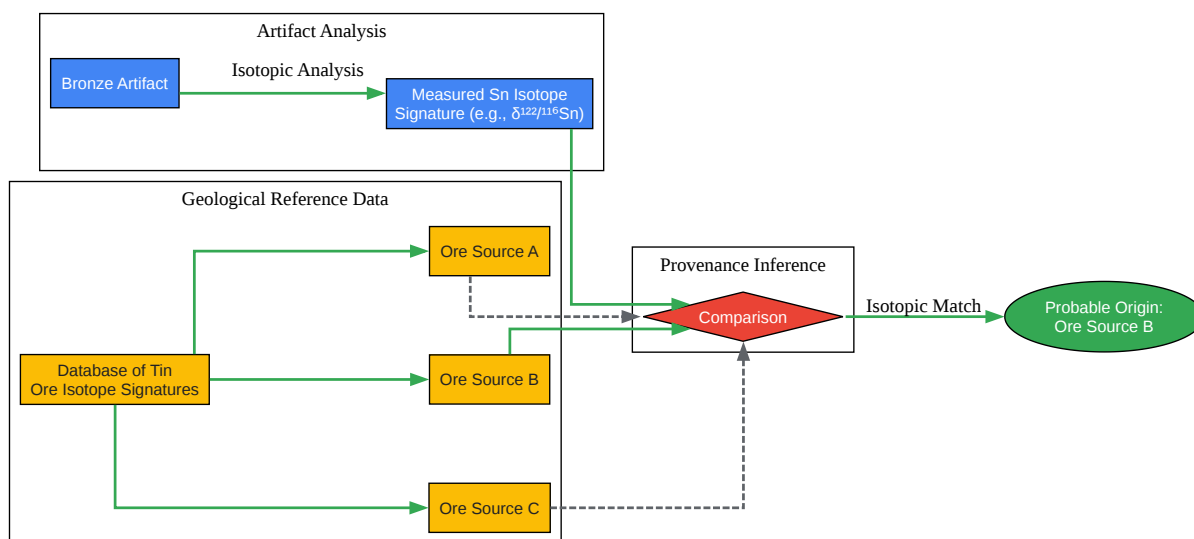 Artifact Analysis
Bronze Artifact
Isotopic Analysis
Measured Sn Isotope
Signature (e.g., δ¹²²/¹¹⁶Sn)
Geological Reference Data
Ore Source A
Database of Tin
Ore Isotope Signatures
Ore Source B
Ore Source C
Provenance Inference
Comparison
Isotopic Match
Probable Origin:
Ore Source B